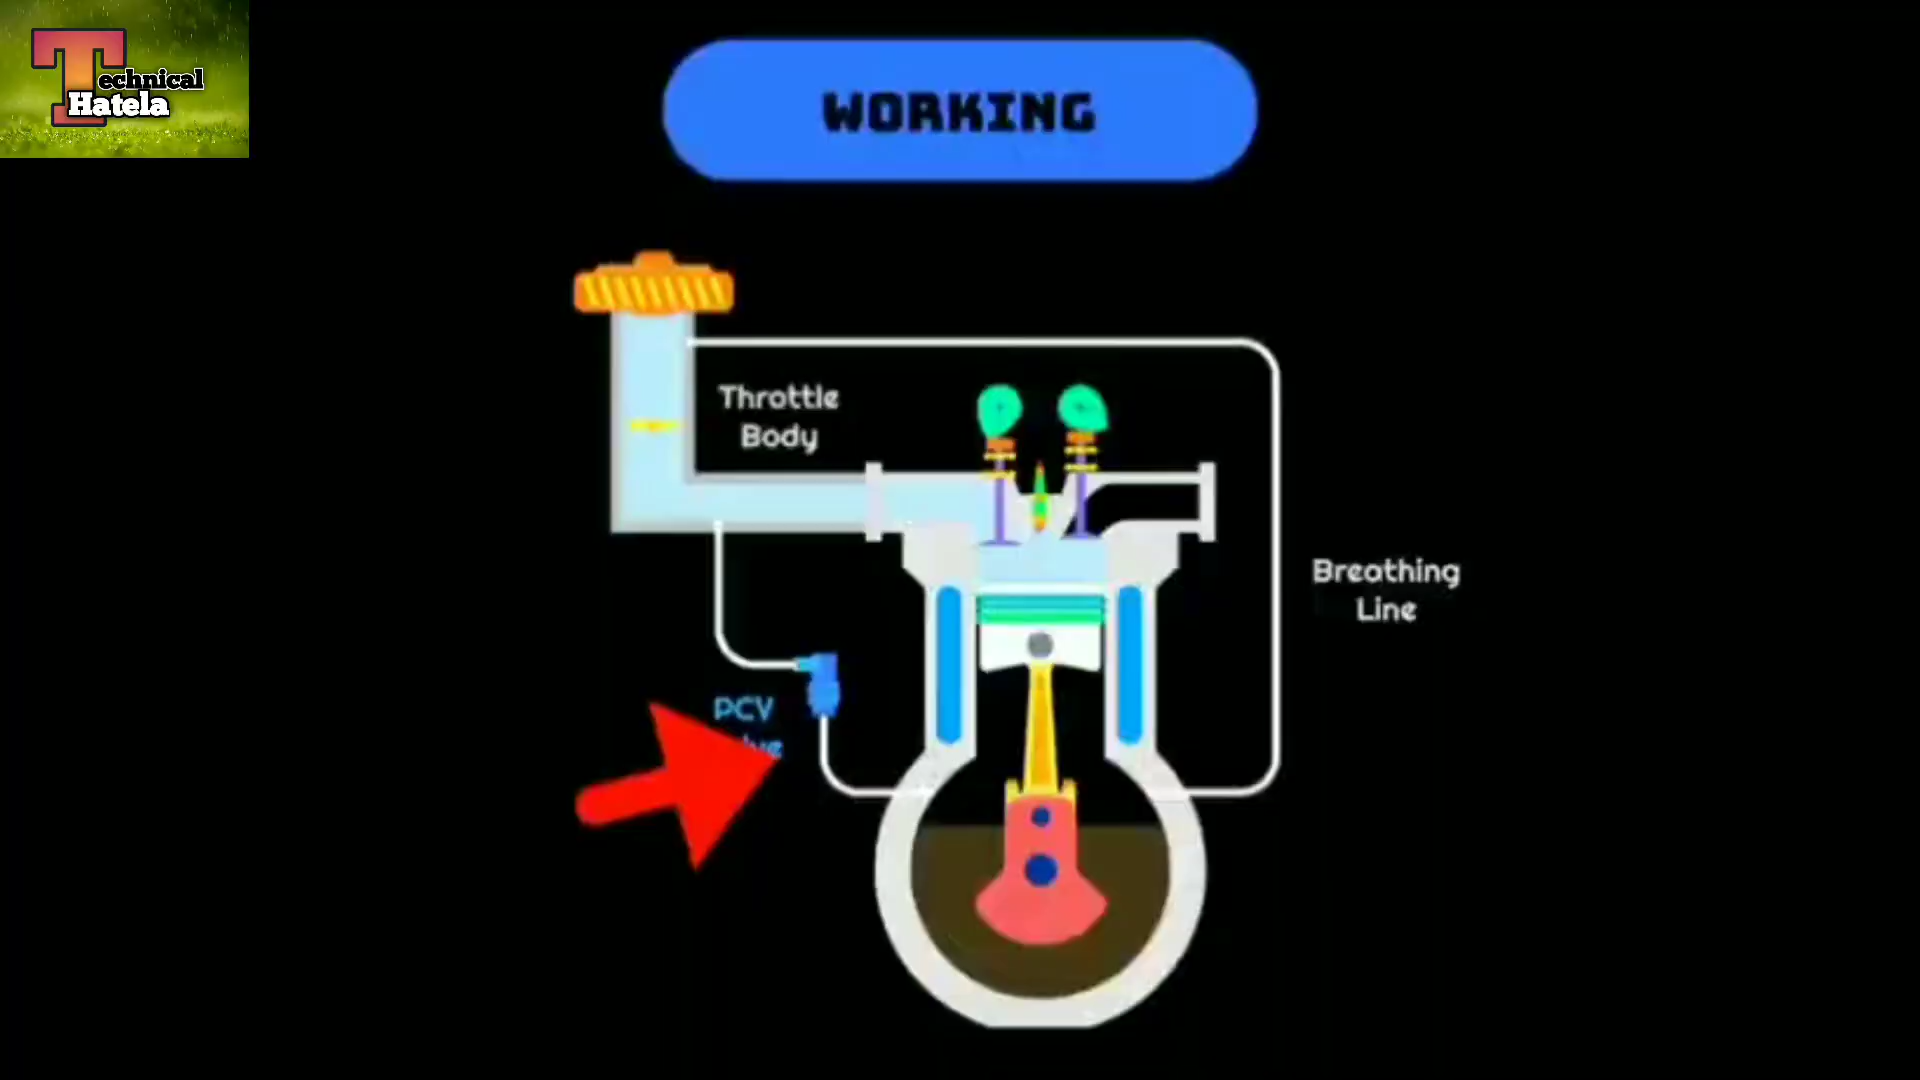 Technical
Hatela
WORKING
Throttle
Body
Breathing
Line
PCV